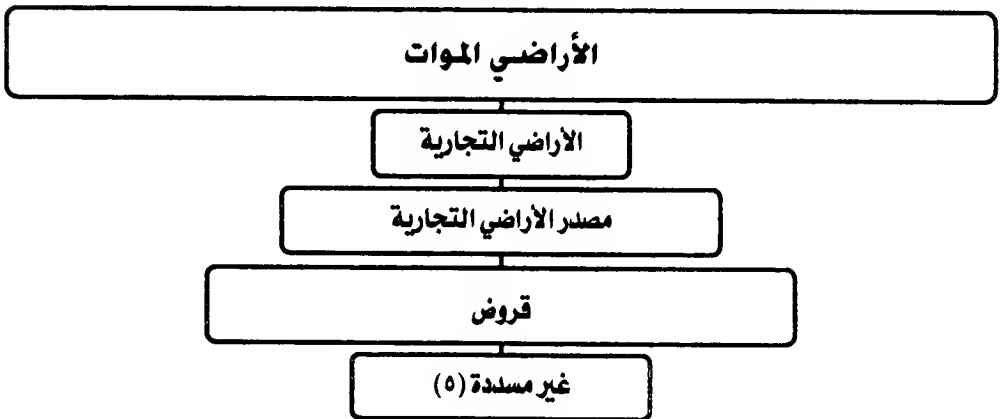 الأراضي الموات
الأراضي التجارية
مصدر الأراضي التجارية
قروض
غير مسددة (٥)